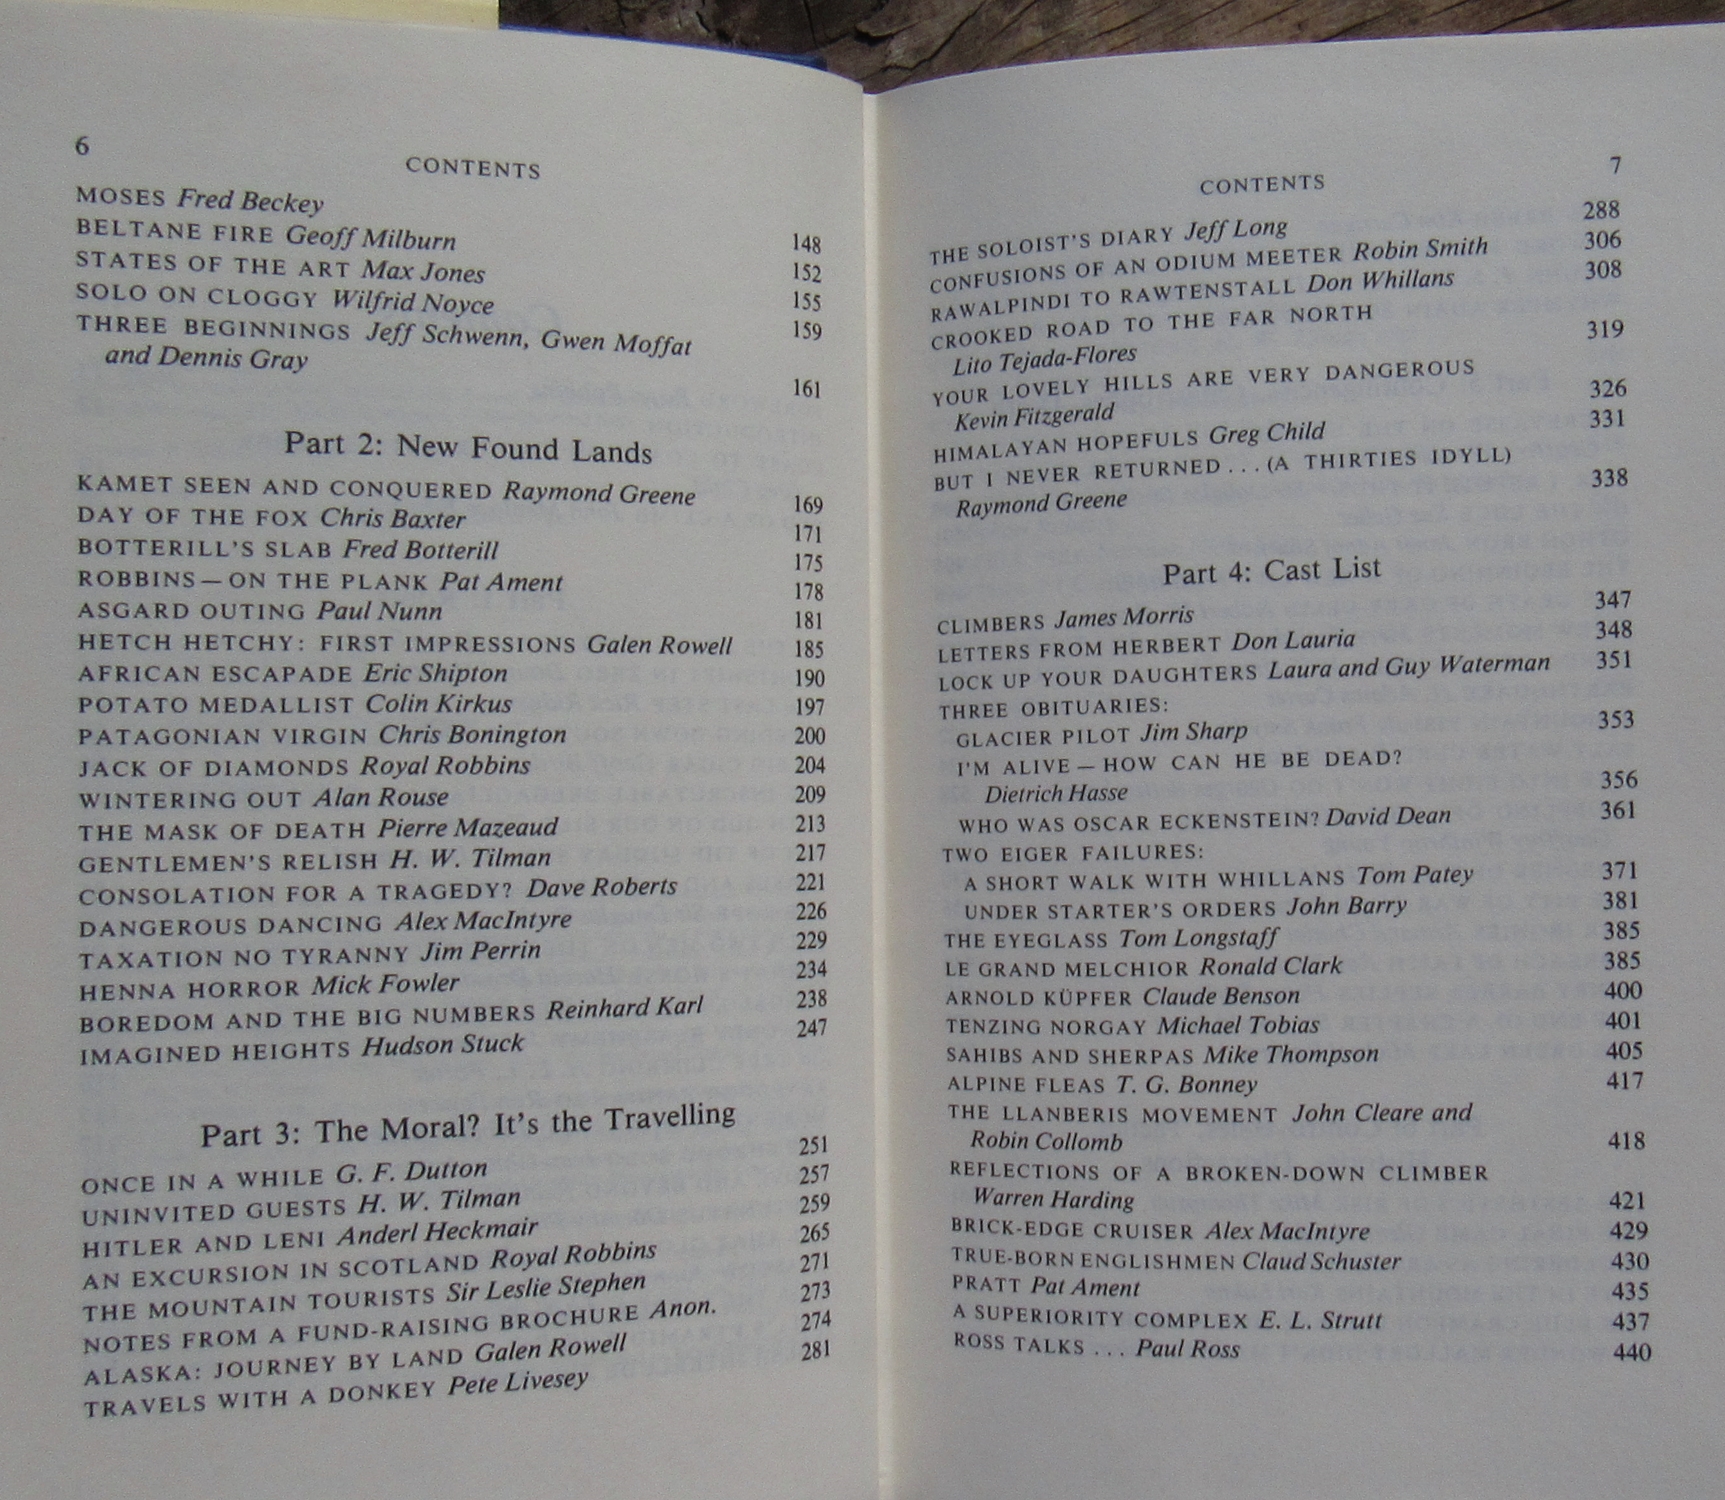 6
CONTENTS
MOSES Fred Beckey 148
BELTANE FIRE Geoff Milburn 152
STATES OF THE ART Max Jones 155
SOLO ON CLOGGY Wilfrid Noyce 159
THREE BEGINNINGS Jeff Schwenn, Gwen Moffat
and Dennis Gray 161
Part 2: New Found Lands
KAMET SEEN AND CONQUERED Raymond Greene 169
DAY OF THE FOX Chris Baxter 171
BOTTERILL'S SLAB Fred Botterill 175
ROBBINS — ON THE PLANK Pat Ament 178
ASGARD OUTING Paul Nunn 181
HETCH HETCHY: FIRST IMPRESSIONS Galen Rowell 185
AFRICAN ESCAPADE Eric Shipton 190
POTATO MEDALLIST Colin Kirkus 197
PATAGONIAN VIRGIN Chris Bonington 200
JACK OF DIAMONDS Royal Robbins 204
WINTERING OUT Alan Rouse 209
THE MASK OF DEATH Pierre Mazeaud 213
GENTLEMEN'S RELISH H. W. Tilman 217
CONSOLATION FOR A TRAGEDY? Dave Roberts 221
DANGEROUS DANCING Alex MacIntyre 226
TAXATION NO TYRANNY Jim Perrin 229
HENNA HORROR Mick Fowler 234
BOREDOM AND THE BIG NUMBERS Reinhard Karl 238
IMAGINED HEIGHTS Hudson Stuck 247
Part 3: The Moral? It's the Travelling
ONCE IN A WHILE G. F. Dutton 251
UNINVITED GUESTS H. W. Tilman 257
HITLER AND LENI Anderl Heckmair 259
AN EXCURSION IN SCOTLAND Royal Robbins 265
THE MOUNTAIN TOURISTS Sir Leslie Stephen 271
NOTES FROM A FUND-RAISING BROCHURE Anon. 273
ALASKA: JOURNEY BY LAND Galen Rowell 274
TRAVELS WITH A DONKEY Pete Livesey 281
7
CONTENTS
THE SOLOIST'S DIARY Jeff Long 288
CONFUSIONS OF AN ODIUM MEETER Robin Smith 306
RAWALPINDI TO RAWTENSTALL Don Whillans 308
CROOKED ROAD TO THE FAR NORTH
Lito Tejada-Flores 319
YOUR LOVELY HILLS ARE VERY DANGEROUS
Kevin Fitzgerald 326
HIMALAYAN HOPEFULS Greg Child 331
BUT I NEVER RETURNED . . . (A THIRTIES IDYLL)
Raymond Greene 338
Part 4: Cast List
CLIMBERS James Morris 347
LETTERS FROM HERBERT Don Lauria 348
LOCK UP YOUR DAUGHTERS Laura and Guy Waterman 351
THREE OBITUARIES:
GLACIER PILOT Jim Sharp 353
I'M ALIVE — HOW CAN HE BE DEAD?
Dietrich Hasse 356
WHO WAS OSCAR ECKENSTEIN? David Dean 361
TWO EIGER FAILURES:
A SHORT WALK WITH WHILLANS Tom Patey 371
UNDER STARTER'S ORDERS John Barry 381
THE EYEGLASS Tom Longstaff 385
LE GRAND MELCHIOR Ronald Clark 385
ARNOLD KÜPFER Claude Benson 400
TENZING NORGAY Michael Tobias 401
SAHIBS AND SHERPAS Mike Thompson 405
ALPINE FLEAS T. G. Bonney 417
THE LLANBERIS MOVEMENT John Cleare and
Robin Collomb 418
REFLECTIONS OF A BROKEN-DOWN CLIMBER
Warren Harding 421
BRICK-EDGE CRUISER Alex MacIntyre 429
TRUE-BORN ENGLISHMEN Claud Schuster 430
PRATT Pat Ament 435
A SUPERIORITY COMPLEX E. L. Strutt 437
ROSS TALKS . . . Paul Ross 440